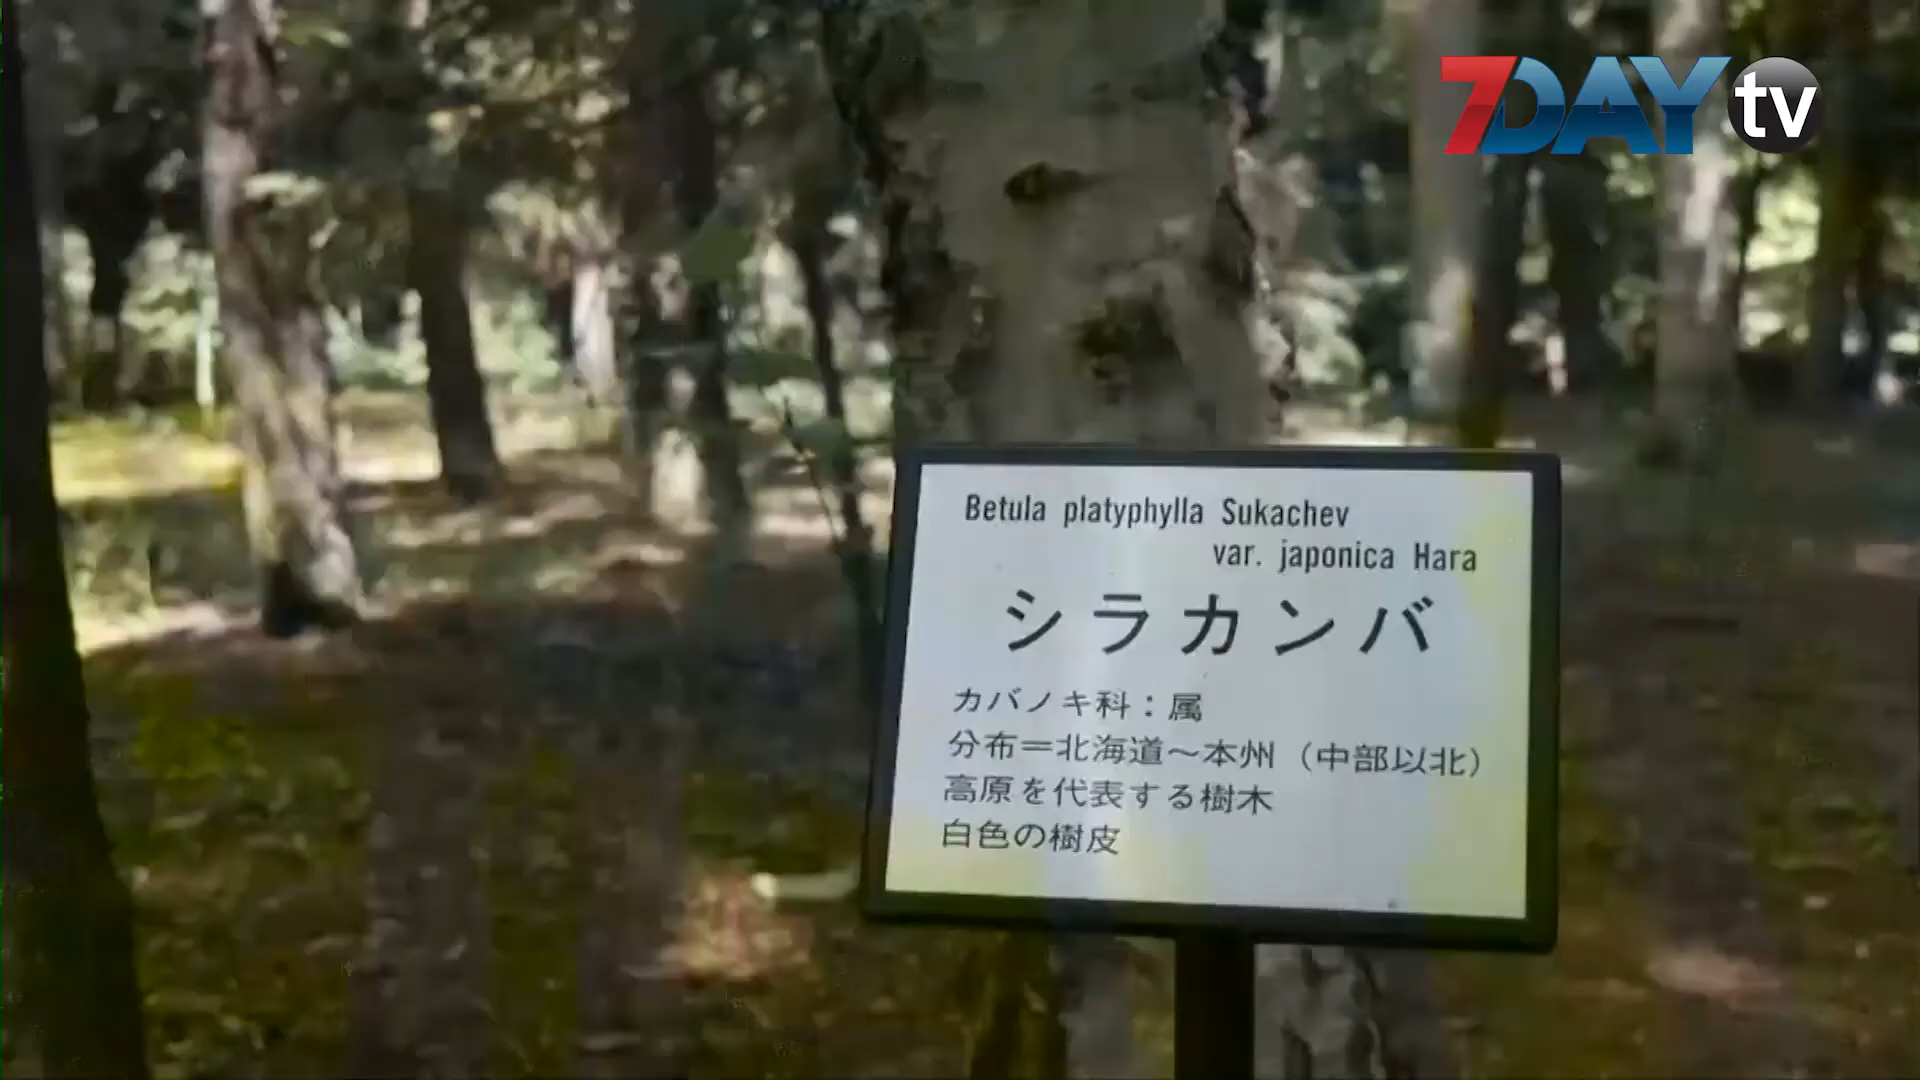 7DAY tv
Betula platyphylla Sukachev
var. japonica Hara
シラカンバ
カバノキ科：属
分布＝北海道～本州（中部以北）
高原を代表する樹木
白色の樹皮